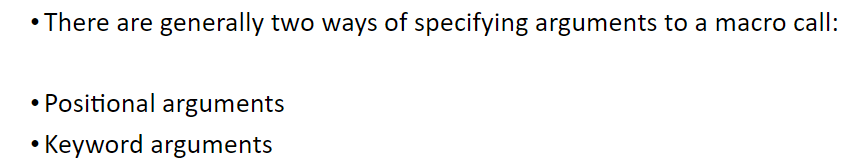 • There are generally two ways of specifying arguments to a macro call:
• Positional arguments
• Keyword arguments